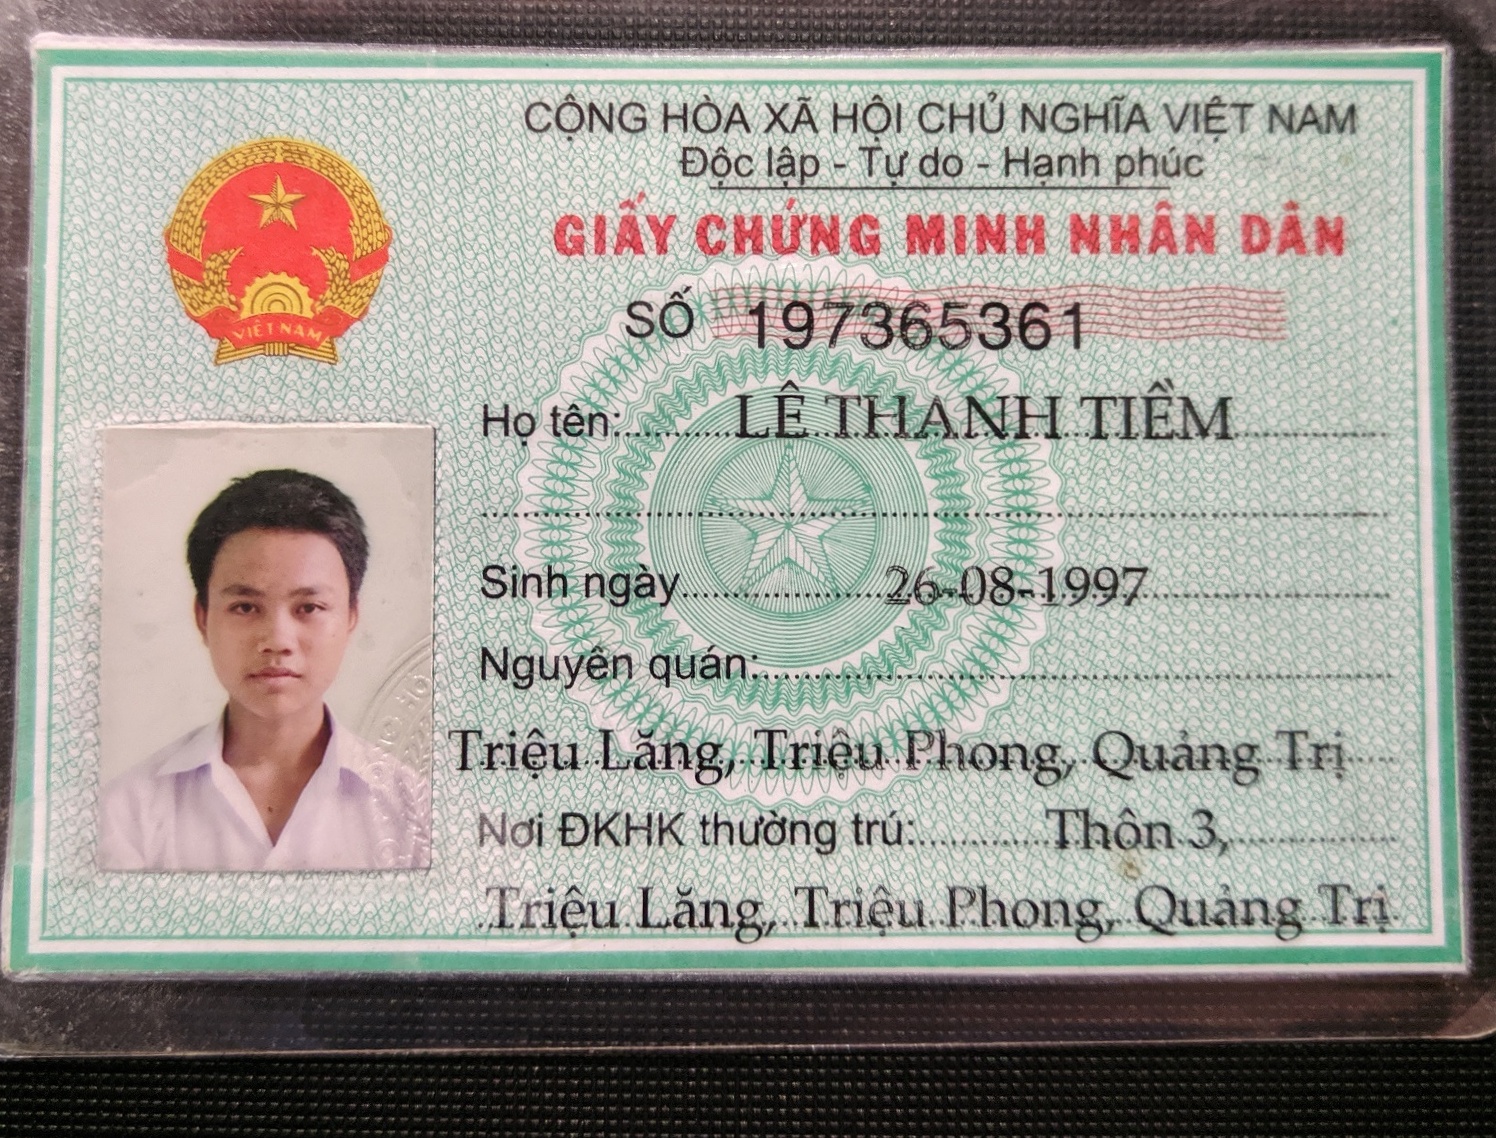 CỘNG HÒA XÃ HỘI CHỦ NGHĨA VIỆT NAM
Độc lập - Tự do - Hạnh phúc
GIẤY CHỨNG MINH NHÂN DÂN
VIỆT NAM
SỐ 197365361
Họ tên: LÊ THANH TIỀM
Sinh ngày 26-08-1997
Nguyên quán:
Triệu Lăng, Triệu Phong, Quảng Trị
Nơi ĐKHK thường trú: Thôn 3,
Triệu Lăng, Triệu Phong, Quảng Trị